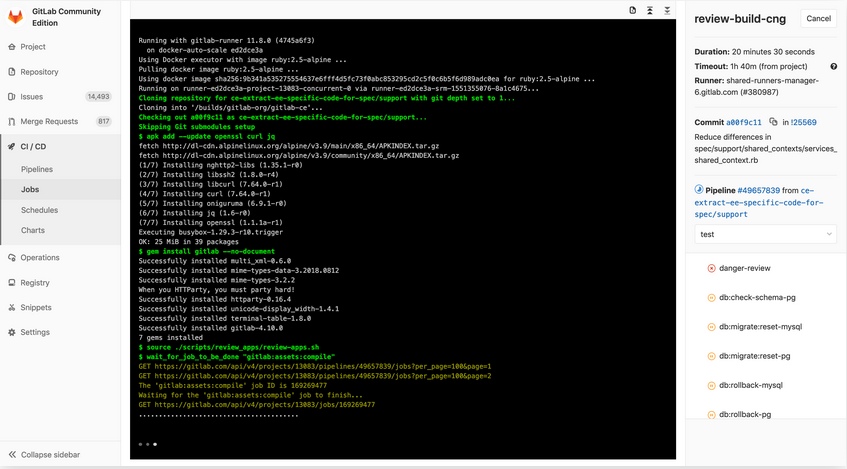 GitLab Community
Edition
Project
Repository
Issues 14,493
Merge Requests 817
CI / CD
Pipelines
Jobs
Schedules
Charts
Operations
Registry
Snippets
Settings
Collapse sidebar
Running with gitlab-runner 11.8.0 (4745a6f3)
on docker-auto-scale ed2dce3a
Using Docker executor with image ruby:2.5-alpine ...
Pulling docker image ruby:2.5-alpine ...
Using docker image sha256:9b341a535275554637e6fff4d5fc73f0abc853295cd2c5f0c6b5f6d989adc0ea for ruby:2.5-alpine ...
Running on runner-ed2dce3a-project-13083-concurrent-0 via runner-ed2dce3a-srm-1551355076-8a1c4675...
Cloning repository for ce-extract-ee-specific-code-for-spec/support with git depth set to 1...
Cloning into '/builds/gitlab-org/gitlab-ce'...
Checking out a00f9c11 as ce-extract-ee-specific-code-for-spec/support...
Skipping Git submodules setup
$ apk add --update openssl curl jq
fetch http://dl-cdn.alpinelinux.org/alpine/v3.9/main/x86_64/APKINDEX.tar.gz
fetch http://dl-cdn.alpinelinux.org/alpine/v3.9/community/x86_64/APKINDEX.tar.gz
(1/7) Installing nghttp2-libs (1.35.1-r0)
(2/7) Installing libssh2 (1.8.0-r4)
(3/7) Installing libcurl (7.64.0-r1)
(4/7) Installing curl (7.64.0-r1)
(5/7) Installing oniguruma (6.9.1-r0)
(6/7) Installing jq (1.6-r0)
(7/7) Installing openssl (1.1.1a-r1)
Executing busybox-1.29.3-r10.trigger
OK: 25 MiB in 39 packages
$ gem install gitlab --no-document
Successfully installed multi_xml-0.6.0
Successfully installed mime-types-data-3.2018.0812
Successfully installed mime-types-3.2.2
When you HTTParty, you must party hard!
Successfully installed httparty-0.16.4
Successfully installed unicode-display_width-1.4.1
Successfully installed terminal-table-1.8.0
Successfully installed gitlab-4.10.0
7 gems installed
$ source ./scripts/review_apps/review-apps.sh
$ wait_for_job_to_be_done "gitlab:assets:compile"
GET https://gitlab.com/api/v4/projects/13083/pipelines/49657839/jobs?per_page=100&page=1
GET https://gitlab.com/api/v4/projects/13083/pipelines/49657839/jobs?per_page=100&page=2
The 'gitlab:assets:compile' job ID is 169269477
Waiting for the 'gitlab:assets:compile' job to finish...
GET https://gitlab.com/api/v4/projects/13083/jobs/169269477
........................................
review-build-cng Cancel
Duration: 20 minutes 30 seconds
Timeout: 1h 40m (from project)
Runner: shared-runners-manager-
6.gitlab.com (#380987)
Commit a00f9c11 in !25569
Reduce differences in
spec/support/shared_contexts/services_
shared_context.rb
Pipeline #49657839 from ce-
extract-ee-specific-code-for-
spec/support
test
danger-review
db:check-schema-pg
db:migrate:reset-mysql
db:migrate:reset-pg
db:rollback-mysql
db:rollback-pg